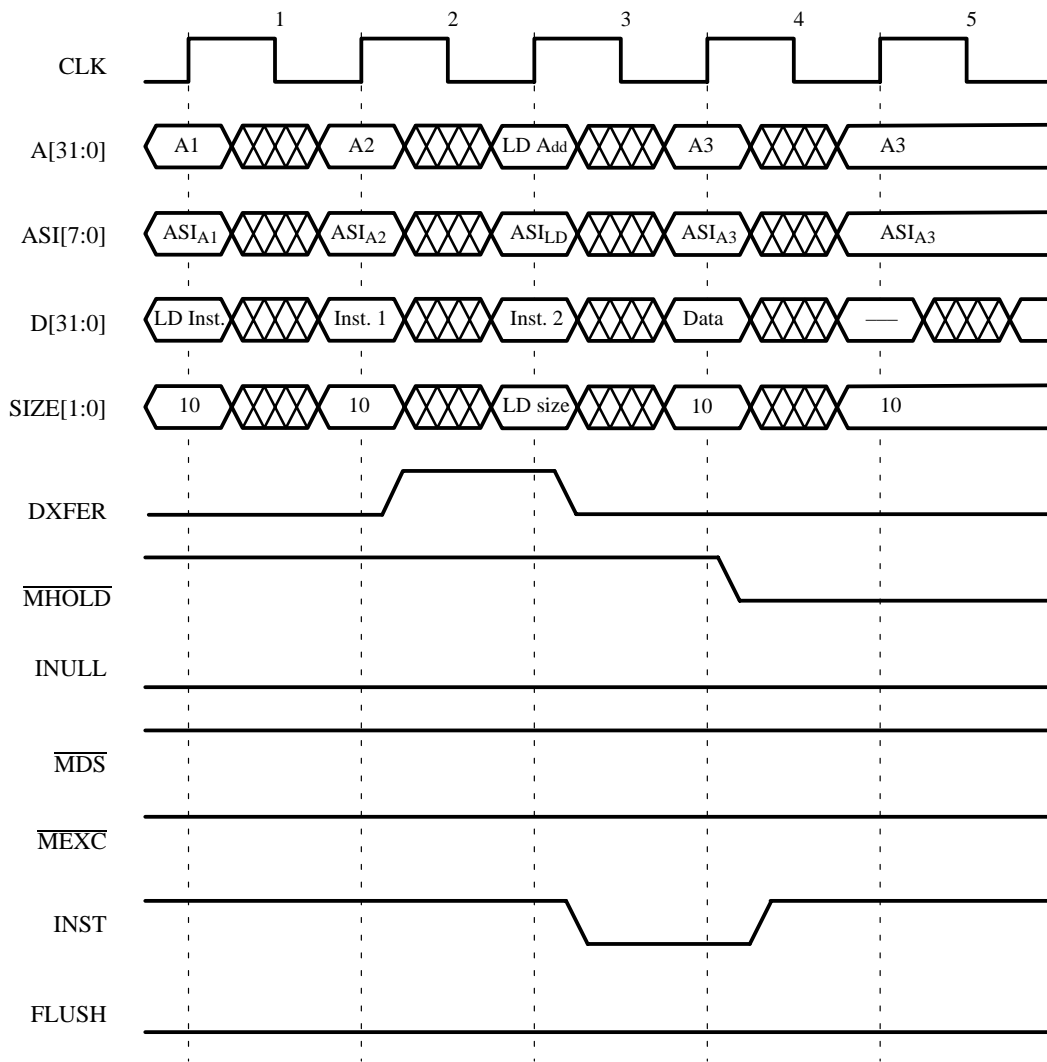 1 2 3 4 5
CLK
A[31:0] A1 A2 LD Add A3 A3
ASI[7:0] ASIA1 ASIA2 ASILD ASIA3 ASIA3
D[31:0] LD Inst. Inst. 1 Inst. 2 Data —
SIZE[1:0] 10 10 LD size 10 10
DXFER
MHOLD
INULL
MDS
MEXC
INST
FLUSH